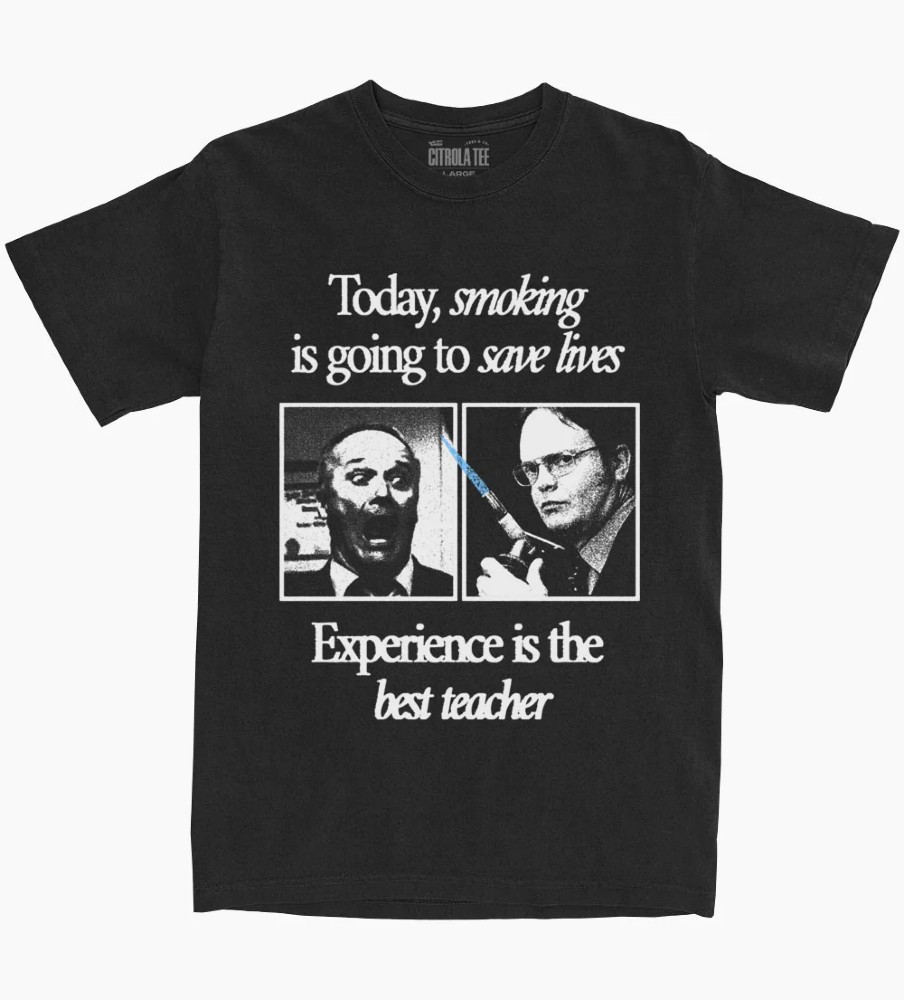 CITROLA TEE
LARGE
Today, smoking
is going to save lives
Experience is the
best teacher